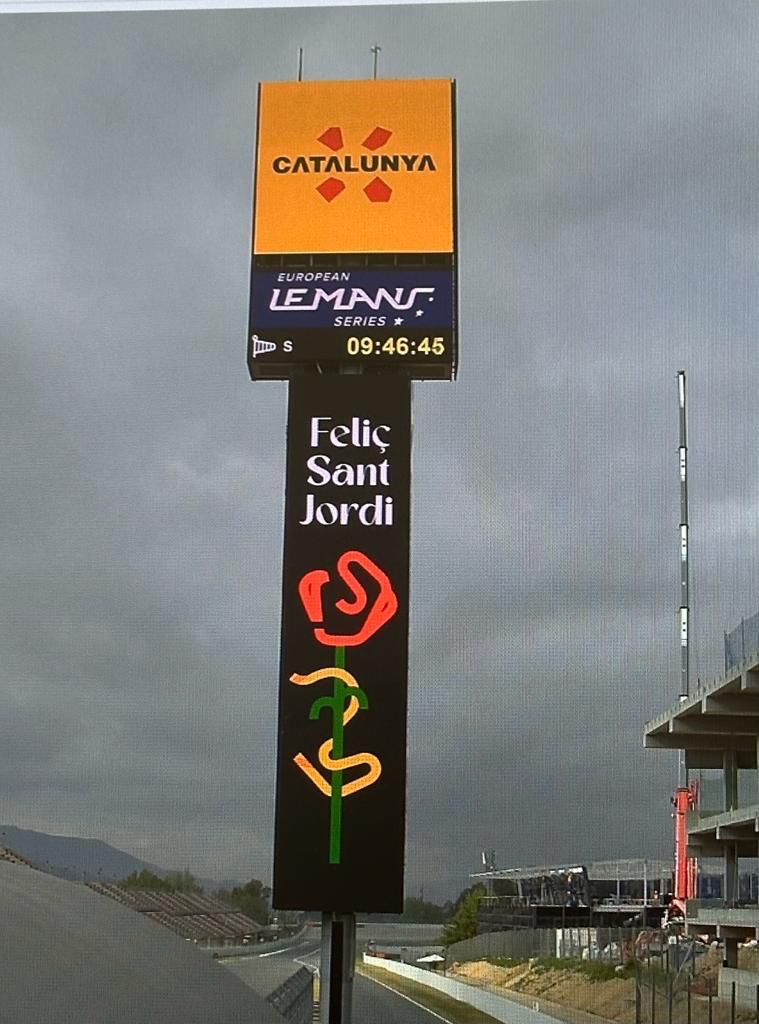 CATALUNYA
EUROPEAN
LEMANS
SERIES
S 09:46:45
Feliç
Sant
Jordi